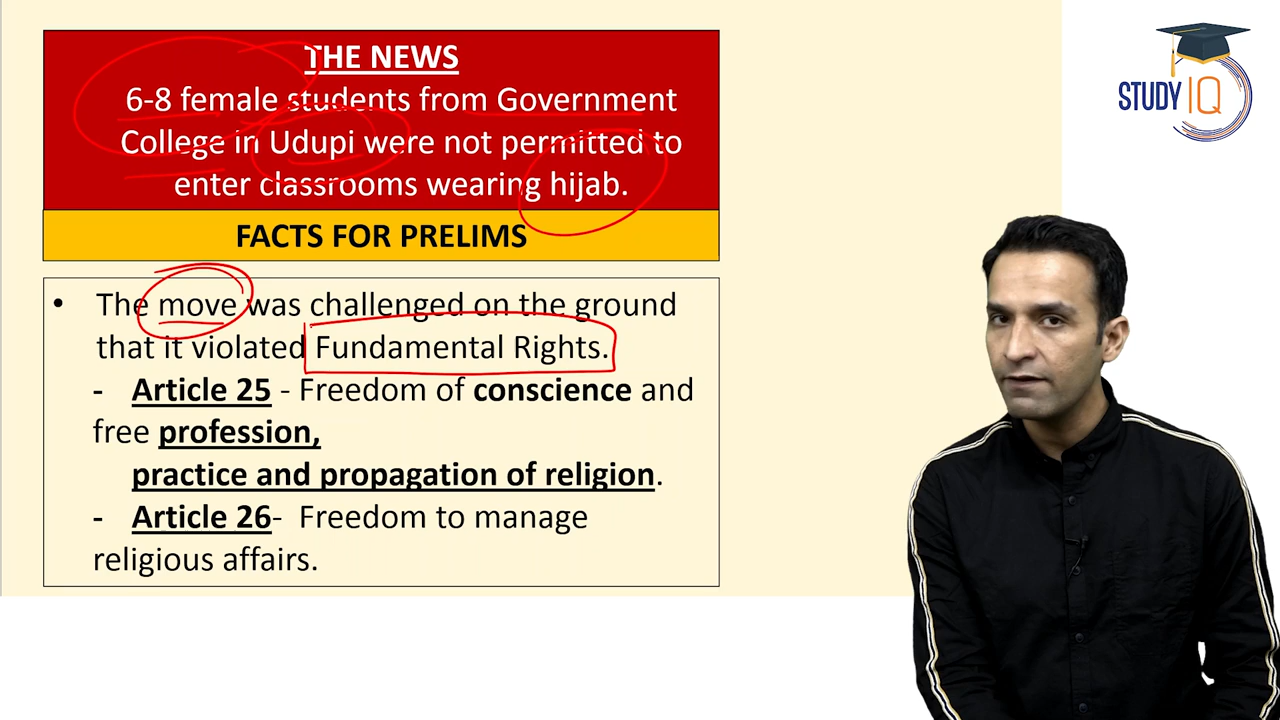 THE NEWS
6-8 female students from Government
College in Udupi were not permitted to
enter classrooms wearing hijab.
FACTS FOR PRELIMS
• The move was challenged on the ground
that it violated Fundamental Rights.
- Article 25 - Freedom of conscience and
free profession,
practice and propagation of religion.
- Article 26- Freedom to manage
religious affairs.
STUDY IQ